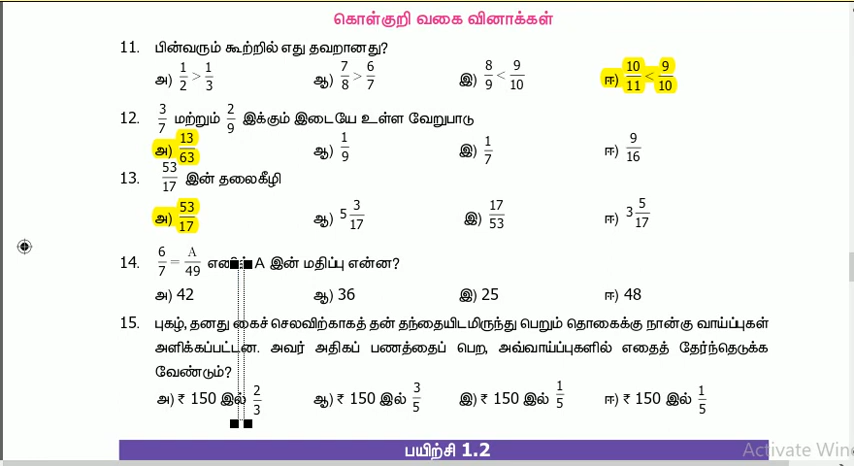 கொள்குறி வகை வினாக்கள்
11. பின்வரும் கூற்றில் எது தவறானது?
அ) 1/2 > 1/3 ஆ) 7/8 > 6/7 இ) 8/9 < 9/10 ஈ) 10/11 < 9/10
12. 3/7 மற்றும் 2/9 இக்கும் இடையே உள்ள வேறுபாடு
அ) 13/63 ஆ) 1/9 இ) 1/7 ஈ) 9/16
13. 53/17 இன் தலைகீழி
அ) 53/17 ஆ) 5 3/17 இ) 17/53 ஈ) 3 5/17
14. 6/7 = A/49 எனில் A இன் மதிப்பு என்ன?
அ) 42 ஆ) 36 இ) 25 ஈ) 48
15. புகழ், தனது கைச் செலவிற்காகத் தன் தந்தையிடமிருந்து பெறும் தொகைக்கு நான்கு வாய்ப்புகள்
அளிக்கப்பட்டன. அவர் அதிகப் பணத்தைப் பெற, அவ்வாய்ப்புகளில் எதைத் தேர்ந்தெடுக்க
வேண்டும்?
அ) ₹ 150 இல் 2/3 ஆ) ₹ 150 இல் 3/5 இ) ₹ 150 இல் 1/5 ஈ) ₹ 150 இல் 1/5
பயிற்சி 1.2
Activate Win